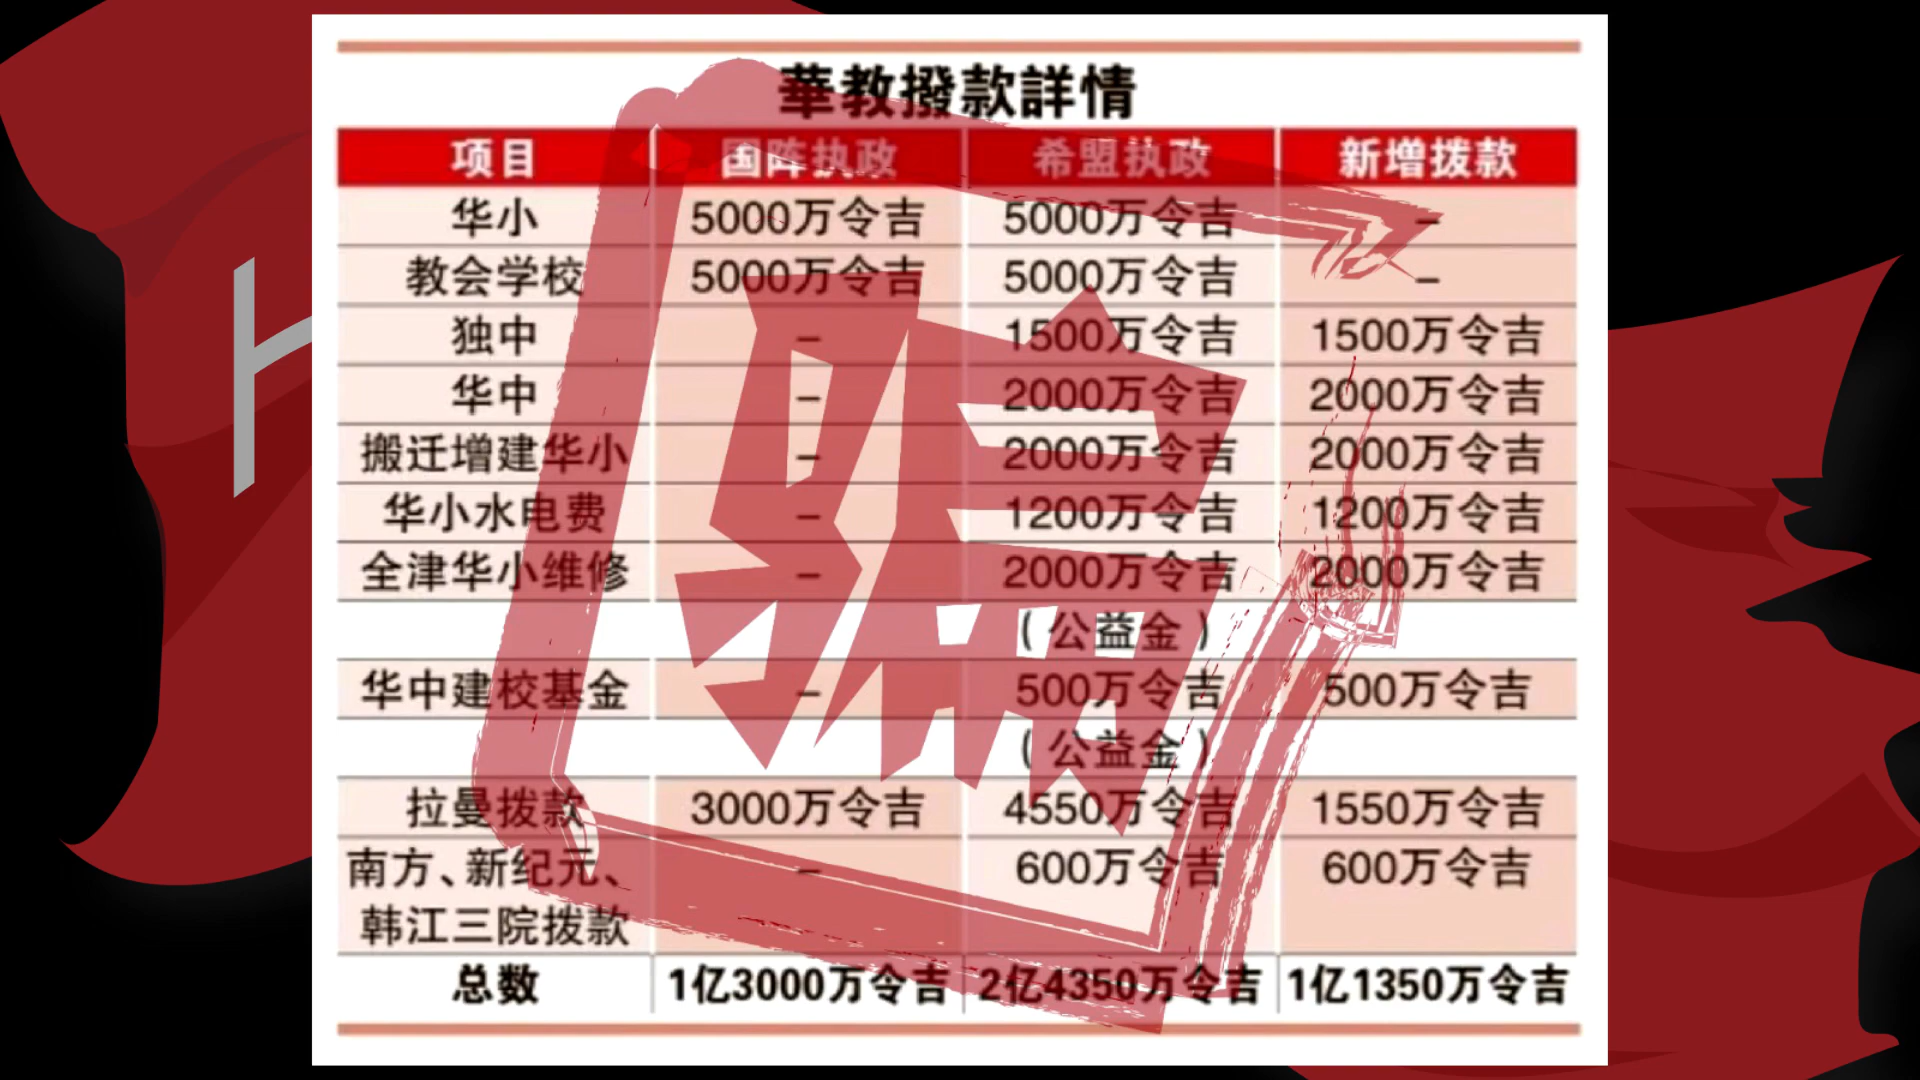 華教撥款詳情
项目 国阵执政 希盟执政 新增拨款
华小 5000万令吉 5000万令吉 –
教会学校 5000万令吉 5000万令吉 –
独中 – 1500万令吉 1500万令吉
华中 – 2000万令吉 2000万令吉
搬迁增建华小 – 2000万令吉 2000万令吉
华小水电费 – 1200万令吉 1200万令吉
全津华小维修 – 2000万令吉 2000万令吉
(公益金)
华中建校基金 – 500万令吉 500万令吉
(公益金)
拉曼拨款 3000万令吉 4550万令吉 1550万令吉
南方、新纪元、 – 600万令吉 600万令吉
韩江三院拨款
总数 1亿3000万令吉 2亿4350万令吉 1亿1350万令吉
骗